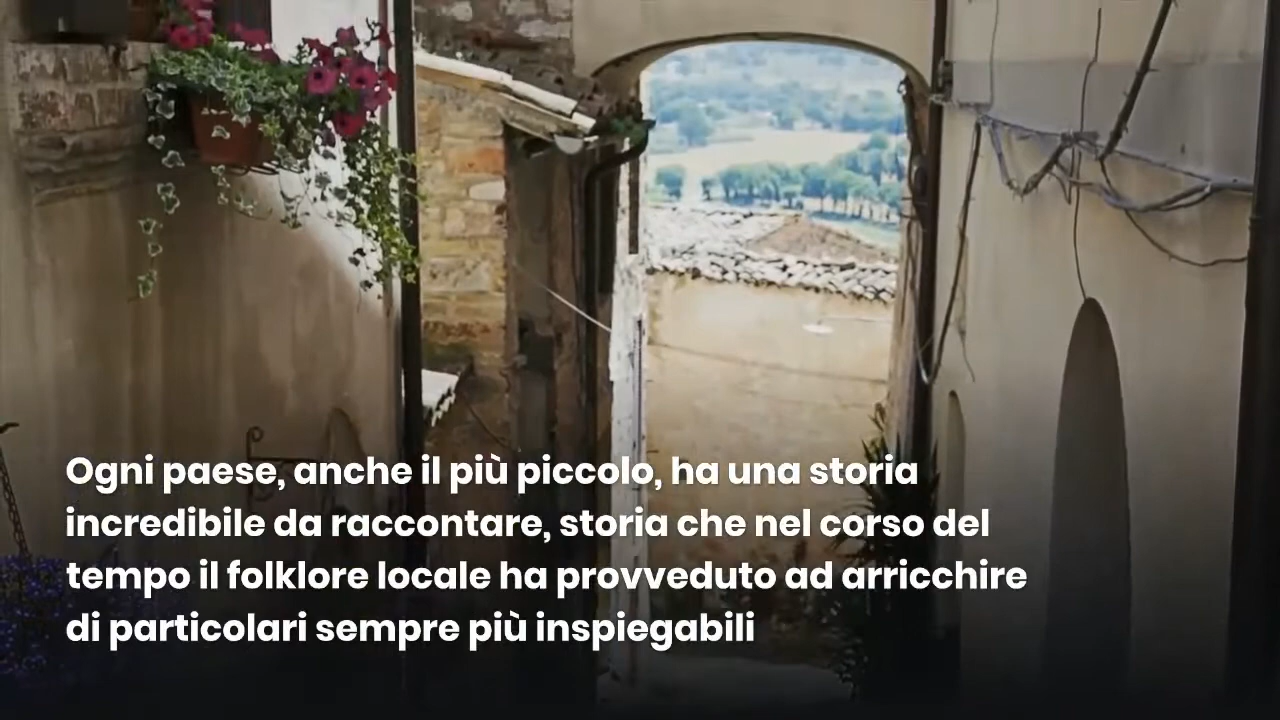 Ogni paese, anche il più piccolo, ha una storia
incredibile da raccontare, storia che nel corso del
tempo il folklore locale ha provveduto ad arricchire
di particolari sempre più inspiegabili